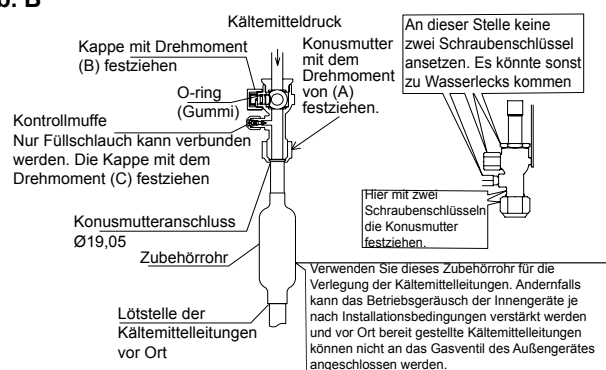 Kältemitteldruck
Kappe mit Drehmoment
(B) festziehen
Konusmutter
mit dem
Drehmoment
von (A)
festziehen.
An dieser Stelle keine
zwei Schraubenschlüssel
ansetzen. Es könnte sonst
zu Wasserlecks kommen
O-ring
(Gummi)
Kontrollmuffe
Nur Füllschlauch kann verbunden
werden. Die Kappe mit dem
Drehmoment (C) festziehen
Hier mit zwei
Schraubenschlüsseln
die Konusmutter
festziehen.
Konusmutteranschluss
Ø19,05
Zubehörrohr
Verwenden Sie dieses Zubehörrohr für die
Verlegung der Kältemittelleitungen. Andernfalls
kann das Betriebsgeräusch der Innengeräte je
nach Installationsbedingungen verstärkt werden
und vor Ort bereit gestellte Kältemittelleitungen
können nicht an das Gasventil des Außengerätes
angeschlossen werden.
Lötstelle der
Kältemittelleitungen
vor Ort